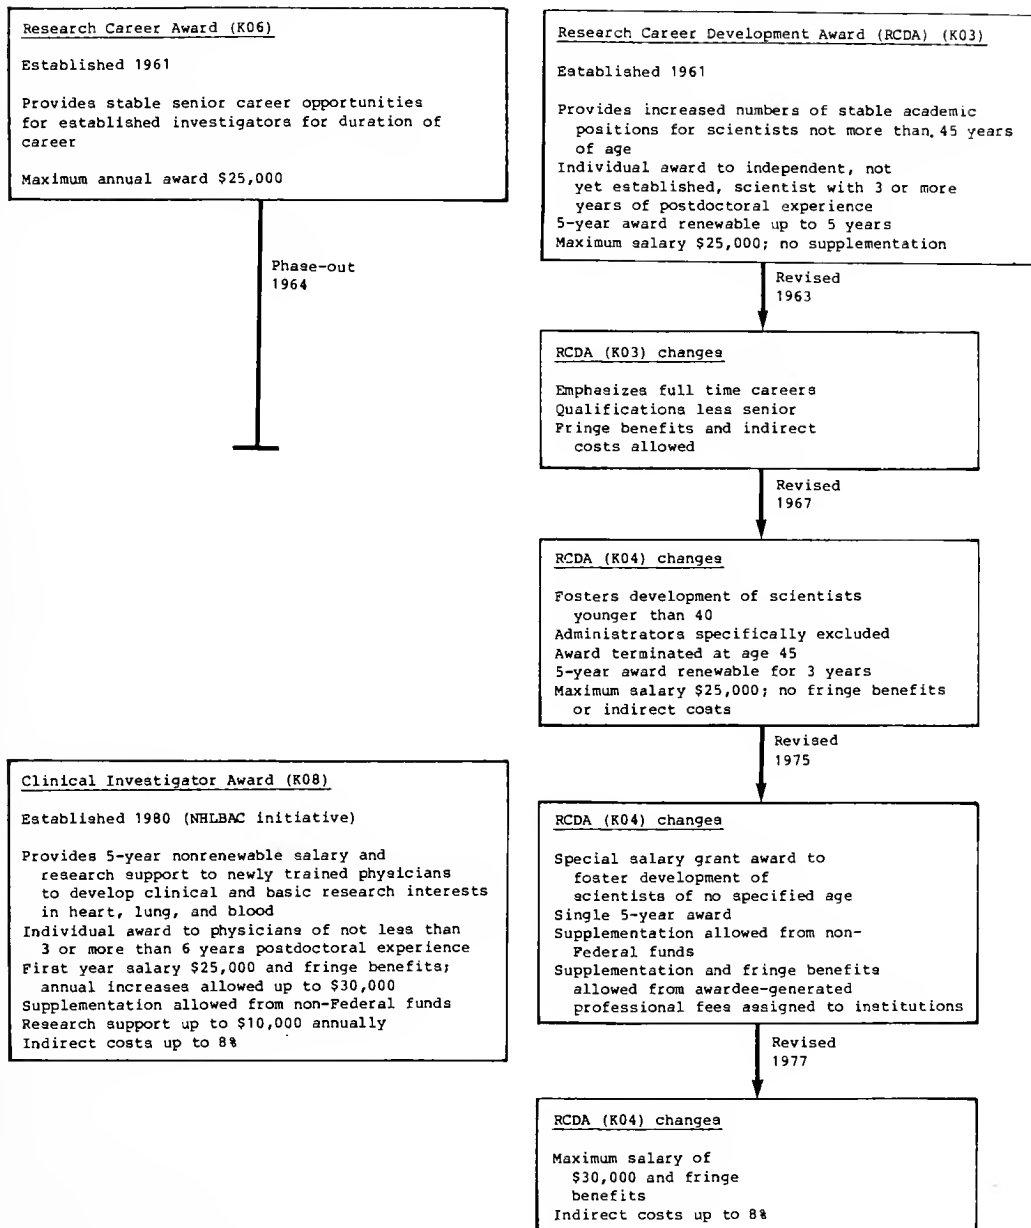 Research Career Award (K06)
Established 1961
Provides stable senior career opportunities
for established investigators for duration of
career
Maximum annual award $25,000
Phase-out
1964
Research Career Development Award (RCDA) (K03)
Established 1961
Provides increased numbers of stable academic
positions for scientists not more than 45 years
of age
Individual award to independent, not
yet established, scientist with 3 or more
years of postdoctoral experience
5-year award renewable up to 5 years
Maximum salary $25,000; no supplementation
Revised
1963
RCDA (K03) changes
Emphasizes full time careers
Qualifications less senior
Fringe benefits and indirect
costs allowed
Revised
1967
RCDA (K04) changes
Fosters development of scientists
younger than 40
Administrators specifically excluded
Award terminated at age 45
5-year award renewable for 3 years
Maximum salary $25,000; no fringe benefits
or indirect costs
Revised
1975
Clinical Investigator Award (K08)
Established 1980 (NHLBAC initiative)
Provides 5-year nonrenewable salary and
research support to newly trained physicians
to develop clinical and basic research interests
in heart, lung, and blood
Individual award to physicians of not less than
3 or more than 6 years postdoctoral experience
First year salary $25,000 and fringe benefits;
annual increases allowed up to $30,000
Supplementation allowed from non-Federal funds
Research support up to $10,000 annually
Indirect costs up to 8%
RCDA (K04) changes
Special salary grant award to
foster development of
scientists of no specified age
Single 5-year award
Supplementation allowed from non-
Federal funds
Supplementation and fringe benefits
allowed from awardee-generated
professional fees assigned to institutions
Revised
1977
RCDA (K04) changes
Maximum salary of
$30,000 and fringe
benefits
Indirect costs up to 8%